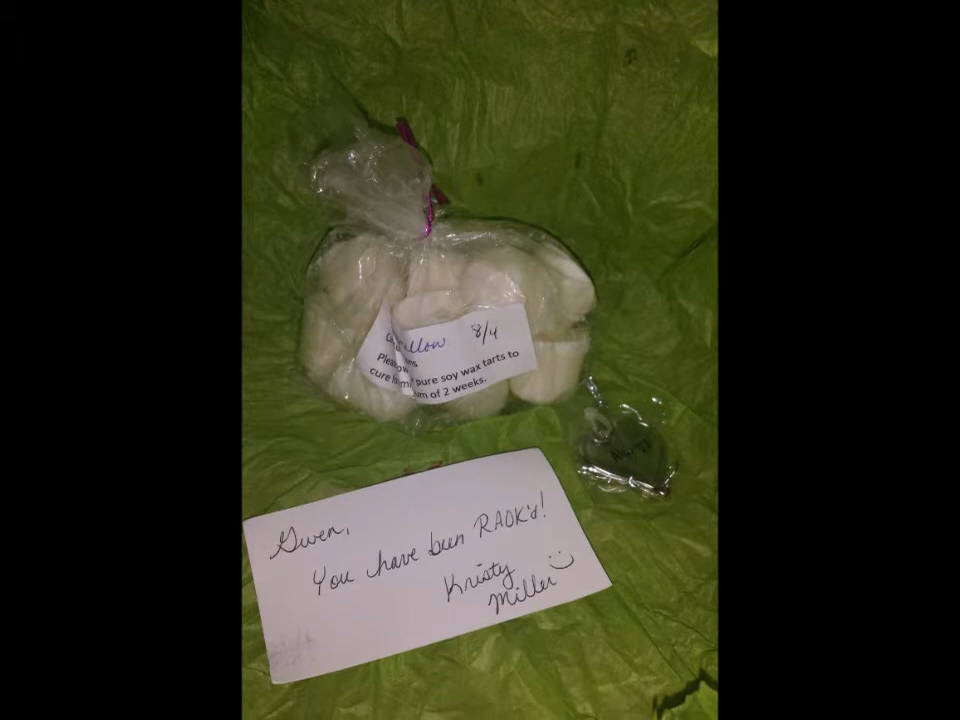 8/4
Please
cure pure soy wax tarts to
of 2 weeks.
Gwen,
You have been RAOK'd!
Kristy
Miller